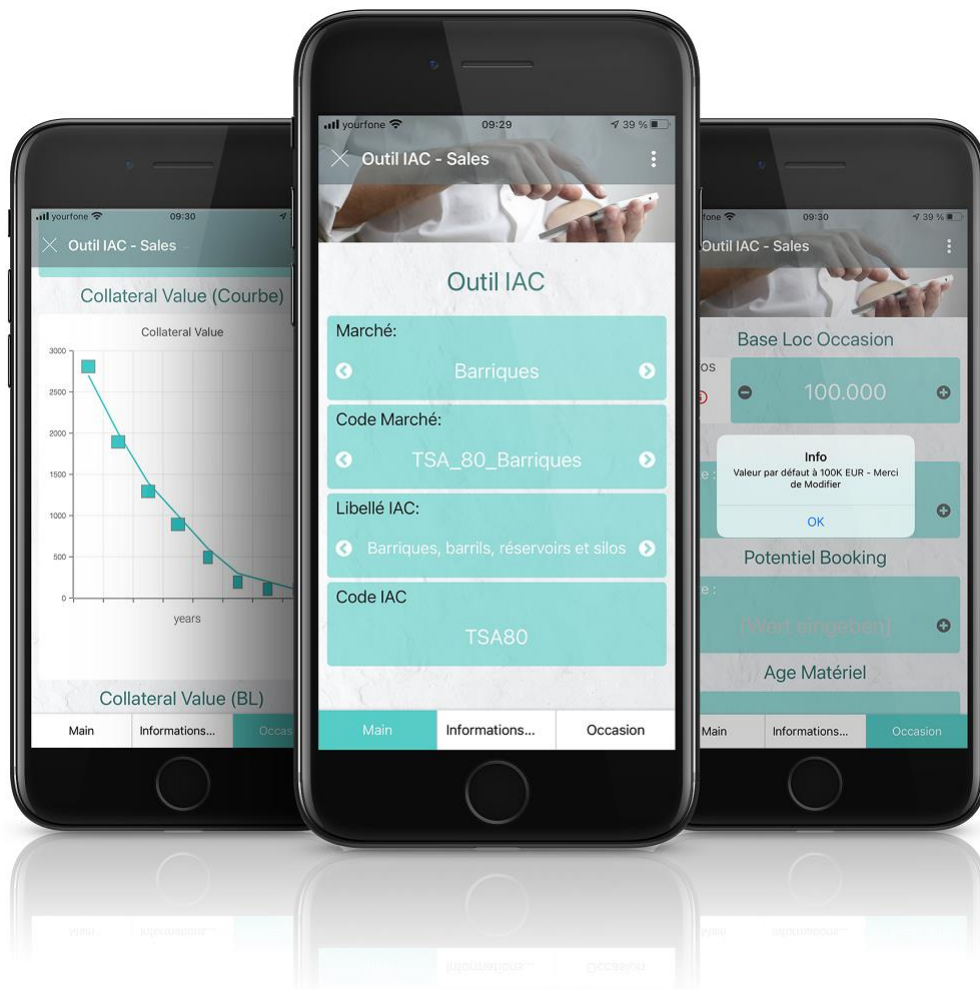 yourfone
09:30
Outil IAC - Sales
Collateral Value (Courbe)
Collateral Value
3000
2500
2000
1500
1000
500
0
years
Collateral Value (BL)
Main
Informations...
yourfone
09:29
39 %
Outil IAC - Sales
Outil IAC
Marché:
Barriques
Code Marché:
TSA_80_Barriques
Libellé IAC:
Barriques, barrils, réservoirs et silos
Code IAC
TSA80
Main
Informations...
Occasion
09:30
39 %
Outil IAC - Sales
Base Loc Occasion
100.000
Info
Valeur par défaut à 100K EUR - Merci
de Modifier
OK
Potentiel Booking
[Wert eingeben]
Age Matériel
Main
Informations...
Occasion